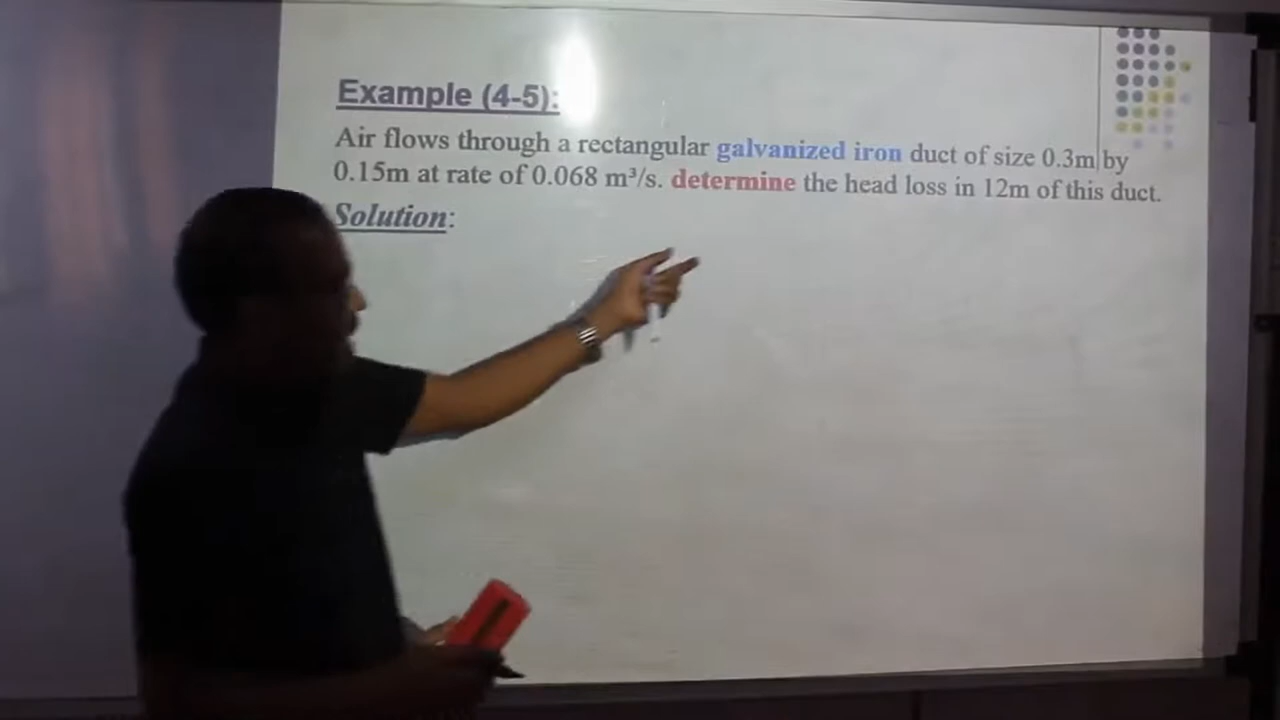 Example (4-5):
Air flows through a rectangular galvanized iron duct of size 0.3m by
0.15m at rate of 0.068 m³/s. determine the head loss in 12m of this duct.
Solution: